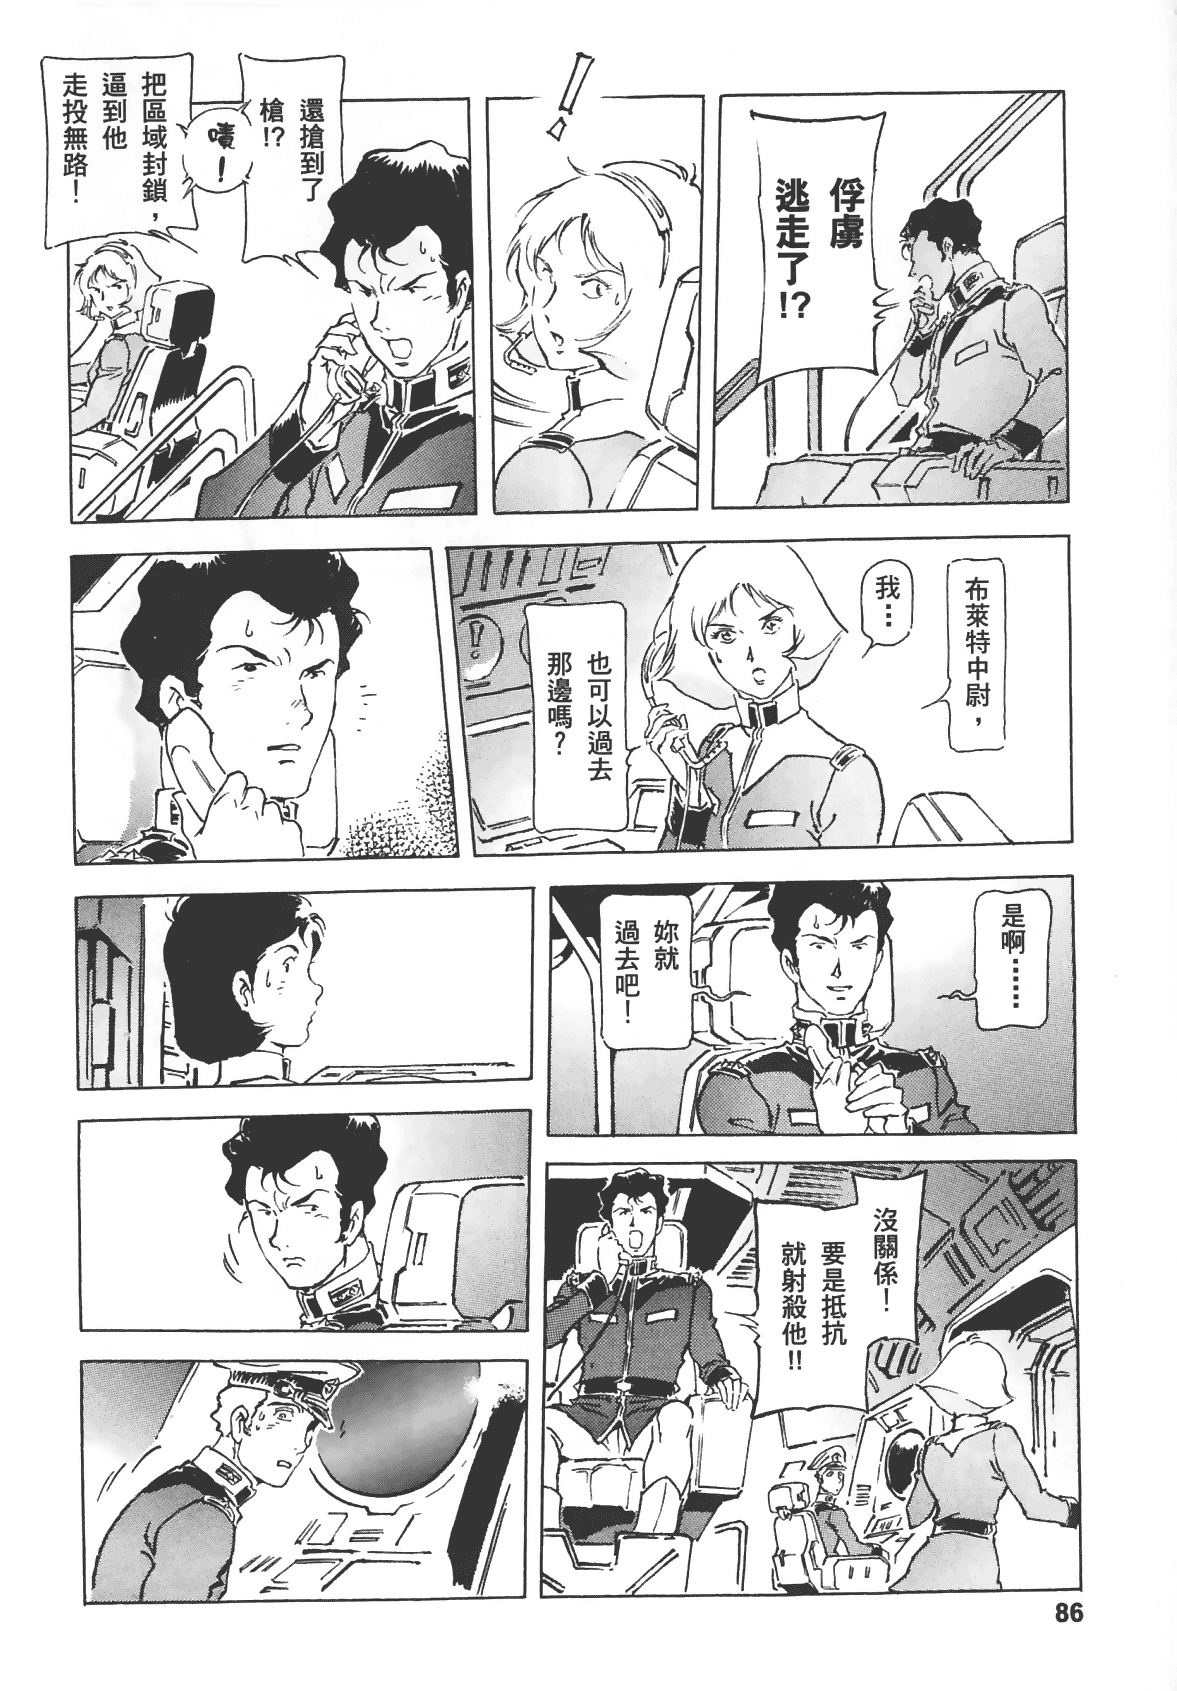 俘虜
逃走了!?
!
還搶到了
槍!?
嘖!
把區域封鎖，
逼到他
走投無路！
布萊特中尉，
我…
也可以過去
那邊嗎？
是啊……
妳就
過去吧！
沒關係！
要是抵抗
就射殺他!!
86